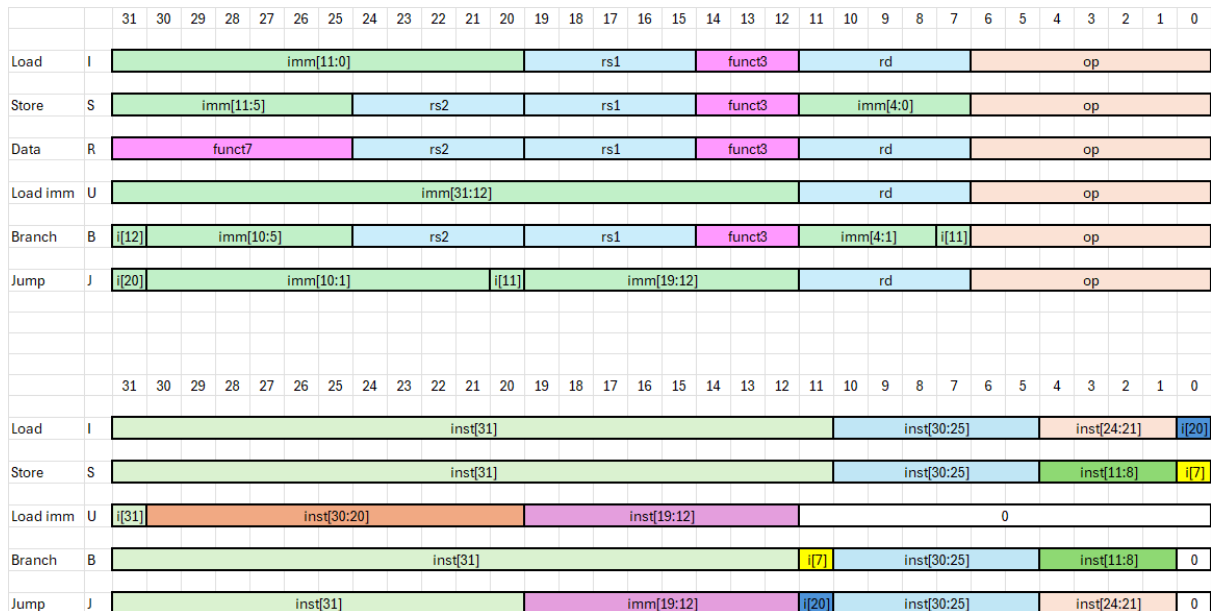 31 30 29 28 27 26 25 24 23 22 21 20 19 18 17 16 15 14 13 12 11 10 9 8 7 6 5 4 3 2 1 0
Load I imm[11:0] rs1 funct3 rd op
Store S imm[11:5] rs2 rs1 funct3 imm[4:0] op
Data R funct7 rs2 rs1 funct3 rd op
Load imm U imm[31:12] rd op
Branch B i[12] imm[10:5] rs2 rs1 funct3 imm[4:1] i[11] op
Jump J i[20] imm[10:1] i[11] imm[19:12] rd op
31 30 29 28 27 26 25 24 23 22 21 20 19 18 17 16 15 14 13 12 11 10 9 8 7 6 5 4 3 2 1 0
Load I inst[31] inst[30:25] inst[24:21] i[20]
Store S inst[31] inst[30:25] inst[11:8] i[7]
Load imm U i[31] inst[30:20] inst[19:12] 0
Branch B inst[31] i[7] inst[30:25] inst[11:8] 0
Jump J inst[31] imm[19:12] i[20] inst[30:25] inst[24:21] 0